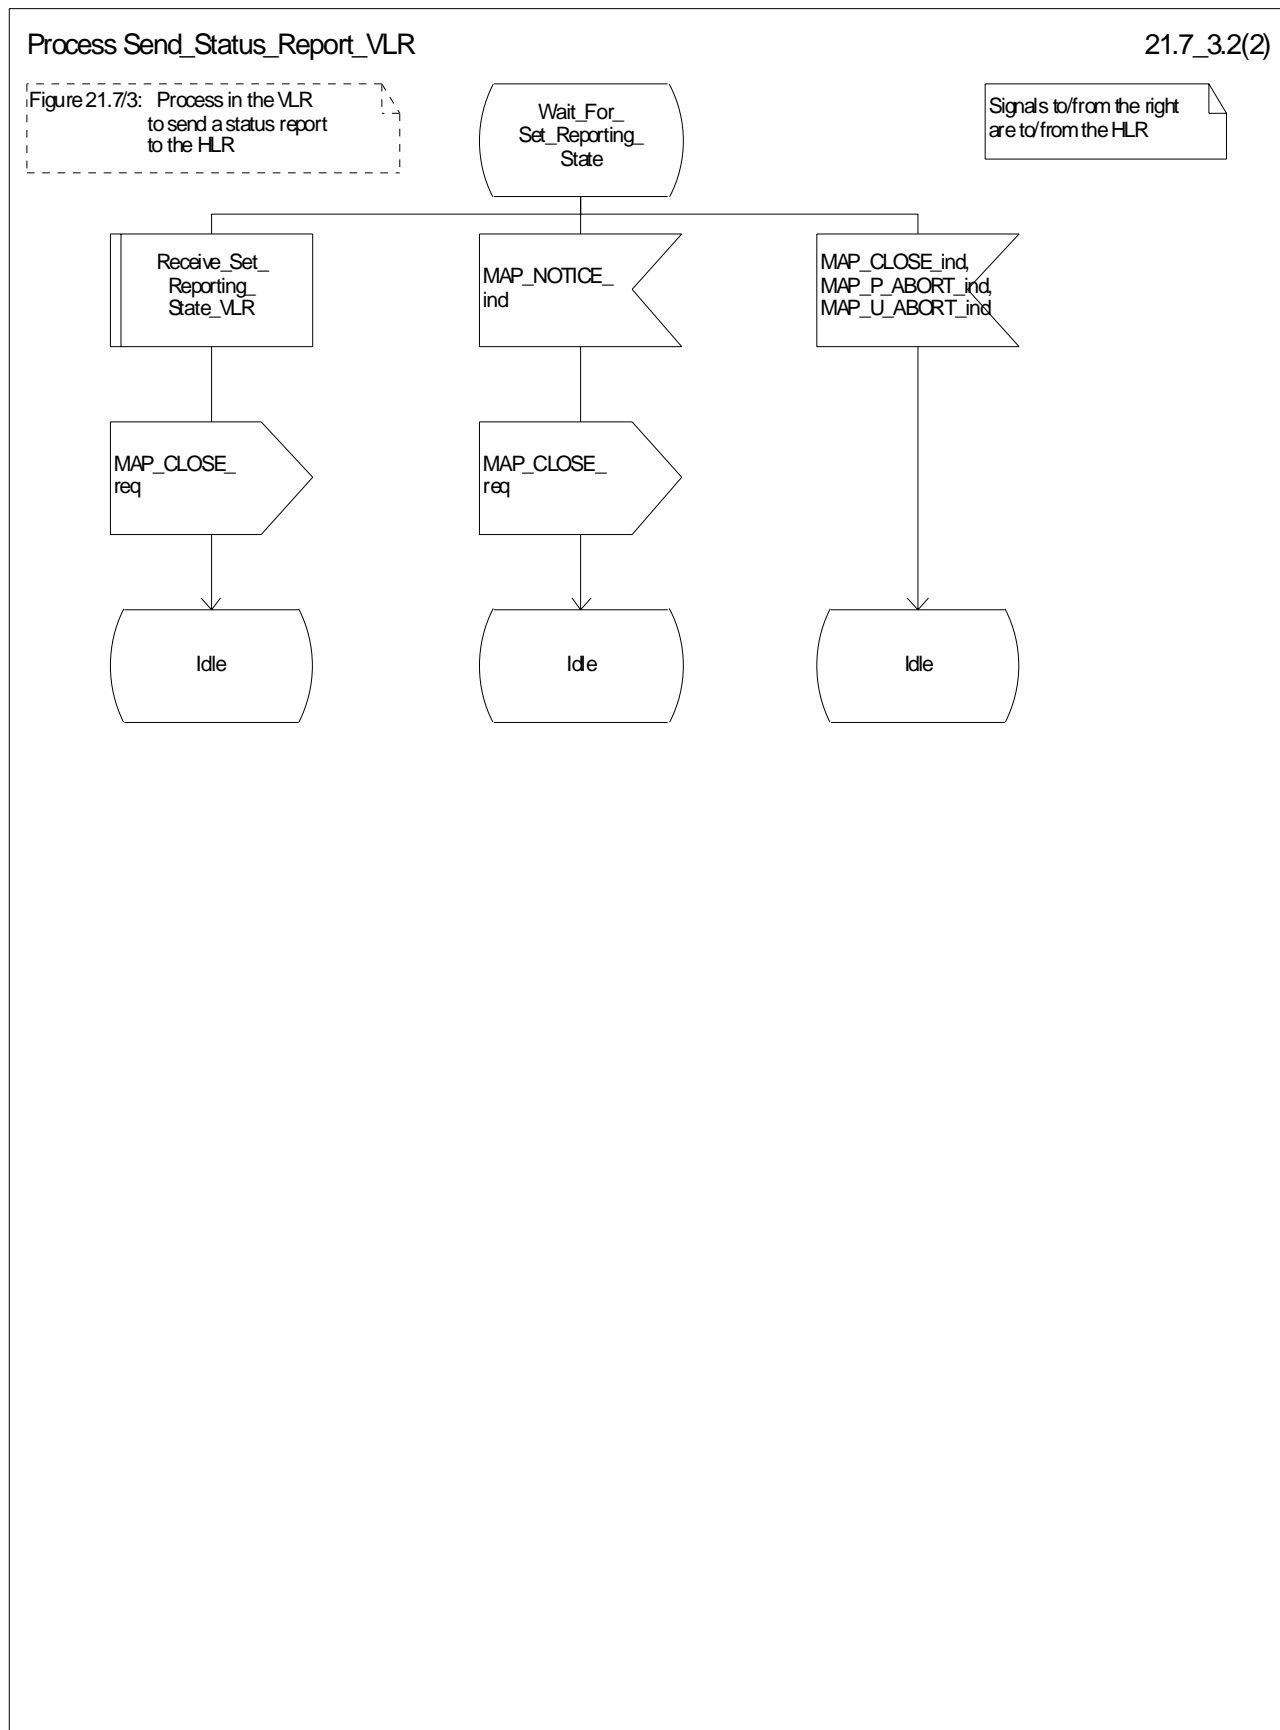 Process Send_Status_Report_VLR
21.7_3.2(2)
Figure 21.7/3: Process in the VLR
to send a status report
to the HLR
Wait_For_
Set_Reporting_
State
Signals to/from the right
are to/from the HLR
Receive_Set_
Reporting_
State_VLR
MAP_NOTICE_
ind
MAP_CLOSE_ind,
MAP_P_ABORT_ind,
MAP_U_ABORT_ind
MAP_CLOSE_
req
MAP_CLOSE_
req
Idle
Idle
Idle